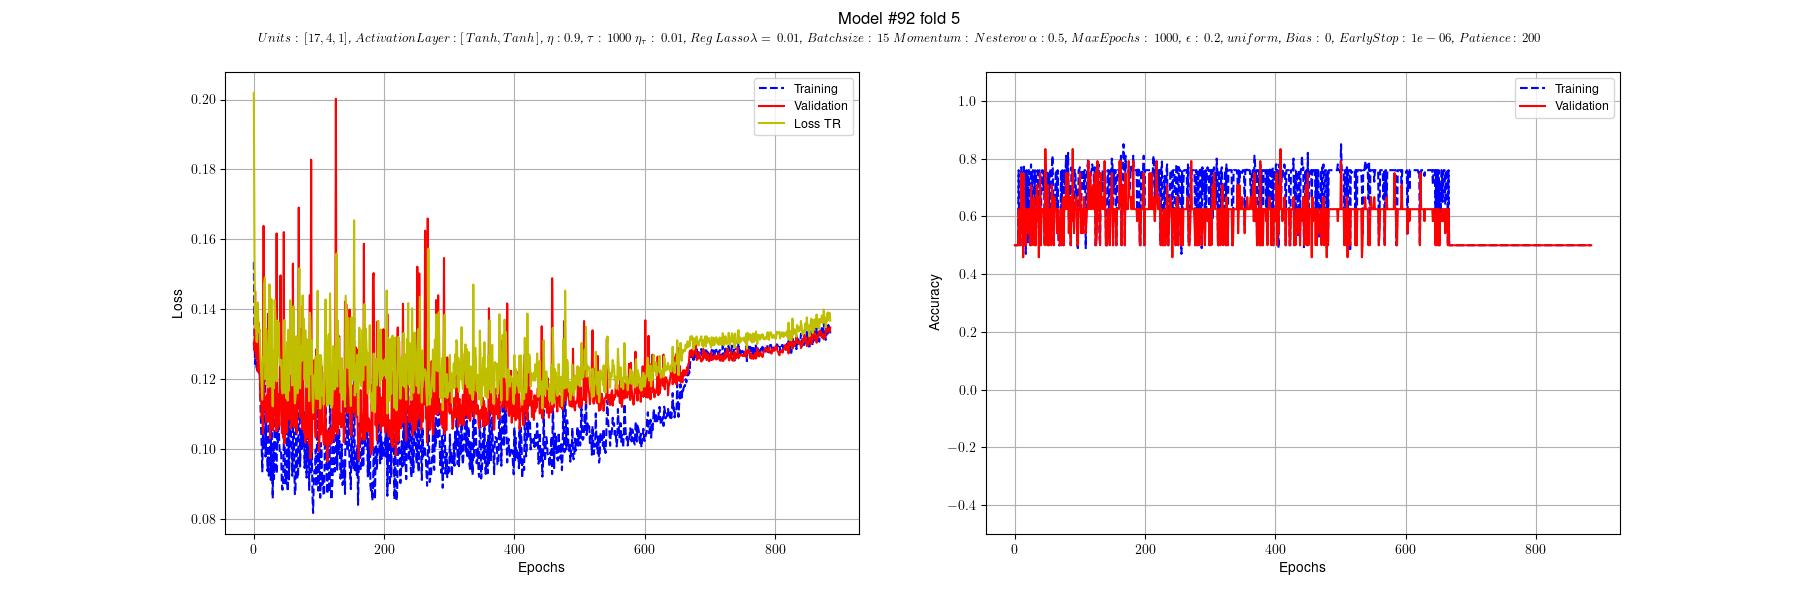 Model #92 fold 5
Units : [17, 4, 1], ActivationLayer : [Tanh, Tanh], η : 0.9, τ : 1000 ητ : 0.01, Reg Lassoλ = 0.01, Batchsize : 15 Momentum : Nesterov α : 0.5, MaxEpochs : 1000, ϵ : 0.2, uniform, Bias : 0, EarlyStop : 1e − 06, Patience : 200
Loss
0.20
0.18
0.16
0.14
0.12
0.10
0.08
0 200 400 600 800
Epochs
Training
Validation
Loss TR
Accuracy
1.0
0.8
0.6
0.4
0.2
0.0
−0.2
−0.4
0 200 400 600 800
Epochs
Training
Validation